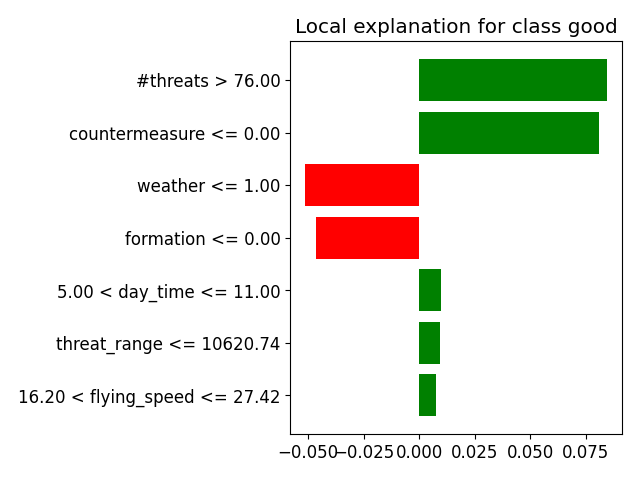 Local explanation for class good
#threats > 76.00
countermeasure <= 0.00
weather <= 1.00
formation <= 0.00
5.00 < day_time <= 11.00
threat_range <= 10620.74
16.20 < flying_speed <= 27.42
−0.050 −0.025 0.000 0.025 0.050 0.075